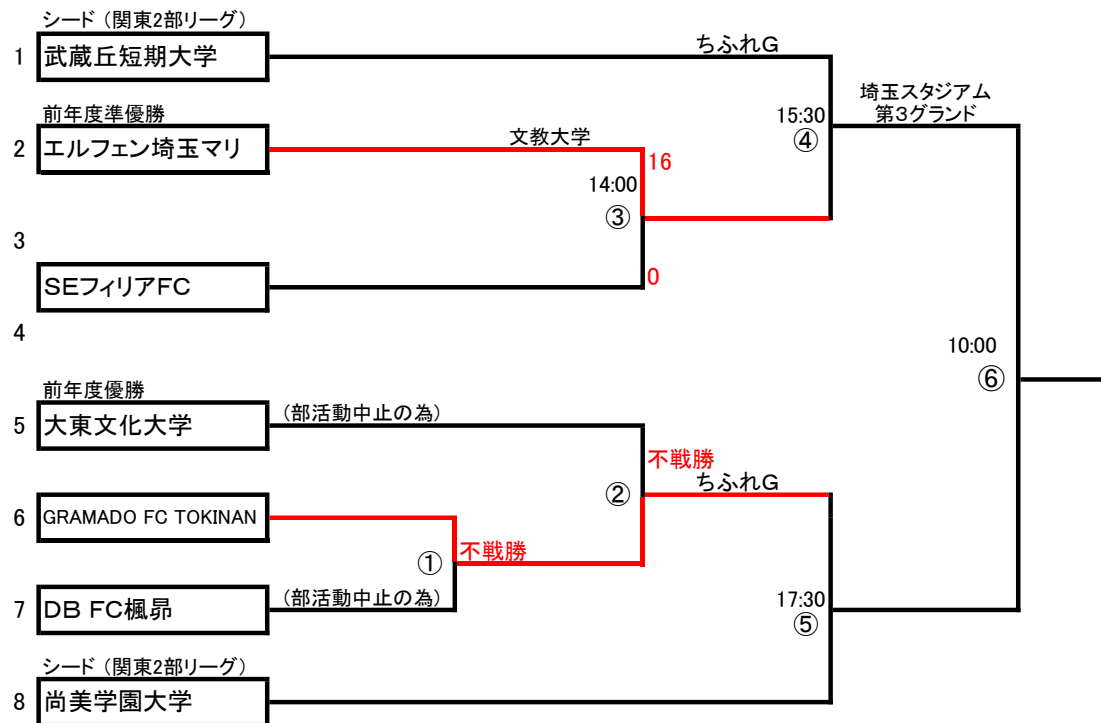 シード（関東2部リーグ）
1 武蔵丘短期大学
ちふれG
埼玉スタジアム
第3グランド
15:30
④
前年度準優勝
2 エルフェン埼玉マリ
文教大学
16
14:00
③
3
SEフィリアFC
0
4
10:00
⑥
前年度優勝
5 大東文化大学
(部活動中止の為)
不戦勝
ちふれG
②
6 GRAMADO FC TOKINAN
不戦勝
①
7 DB FC楓昴
(部活動中止の為)
17:30
⑤
シード（関東2部リーグ）
8 尚美学園大学